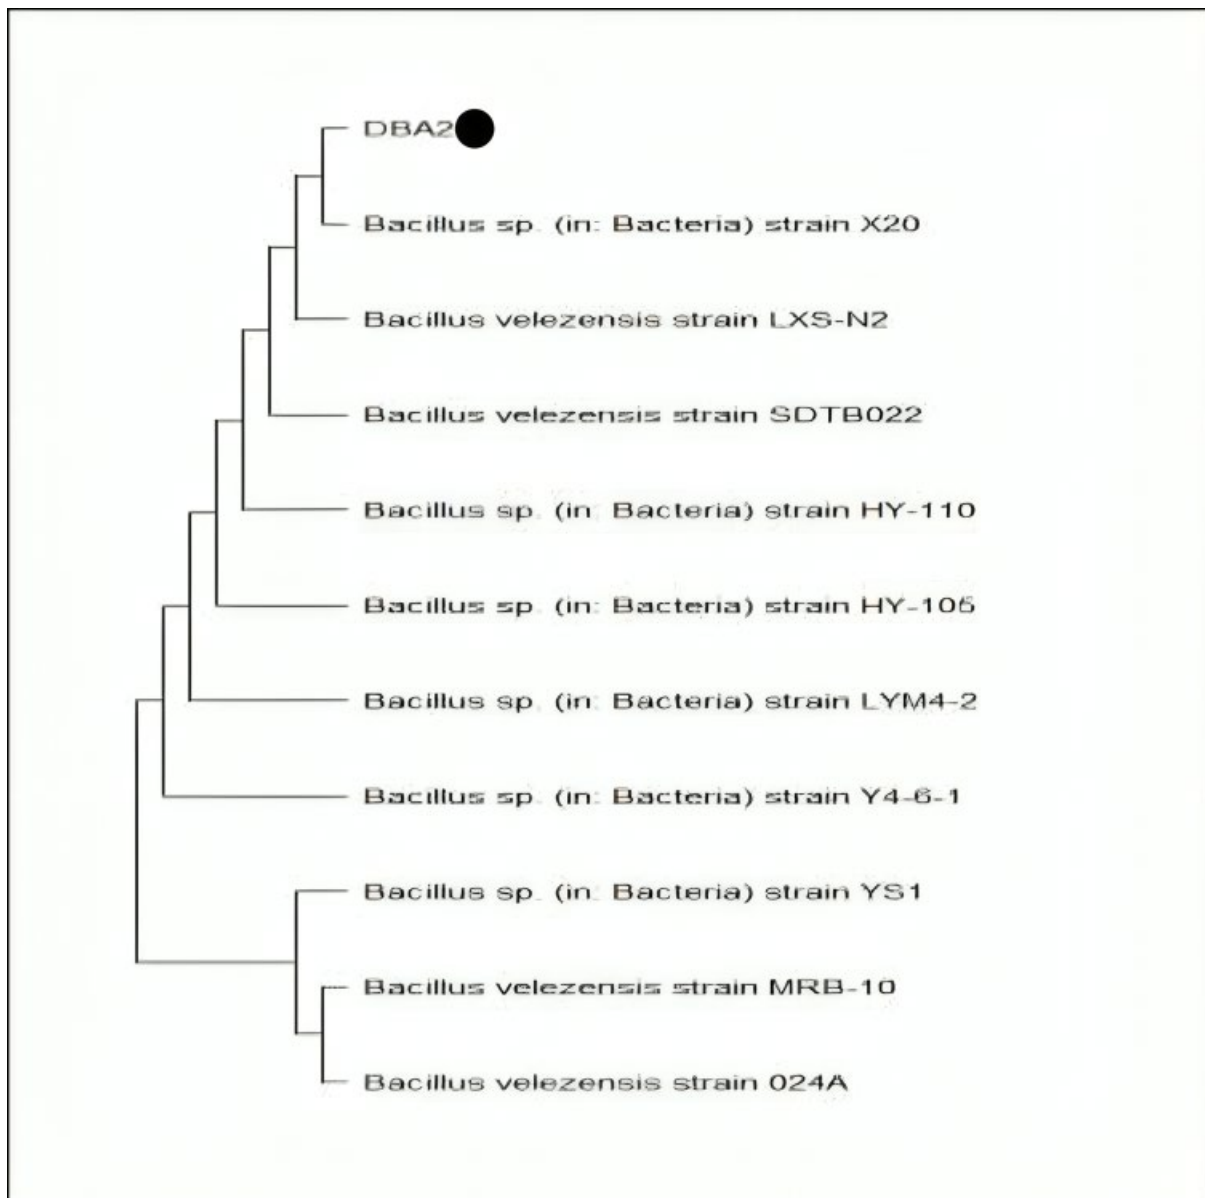 DBA2
Bacillus sp. (in: Bacteria) strain X20
Bacillus velezensis strain LXS-N2
Bacillus velezensis strain SDTB022
Bacillus sp. (in: Bacteria) strain HY-110
Bacillus sp. (in: Bacteria) strain HY-105
Bacillus sp. (in: Bacteria) strain LYM4-2
Bacillus sp. (in: Bacteria) strain Y4-6-1
Bacillus sp. (in: Bacteria) strain YS1
Bacillus velezensis strain MRB-10
Bacillus velezensis strain 024A